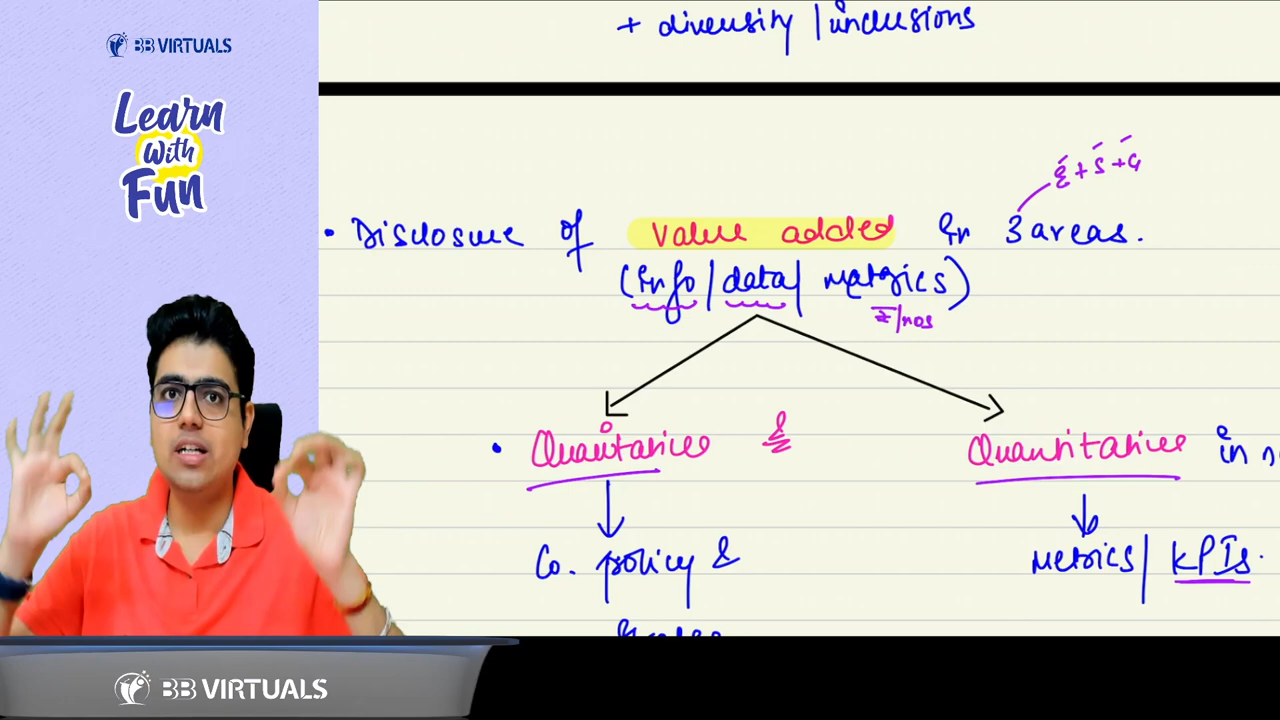 BB VIRTUALS
Learn
With
Fun
+ diversity / inclusions
E + S + G
• Disclosure of value added in 3 areas.
(info / data / metrics)
₹/nos
• Qualitative &
Quantitative in
Co. policy &
metrics / KPIs.
BB VIRTUALS